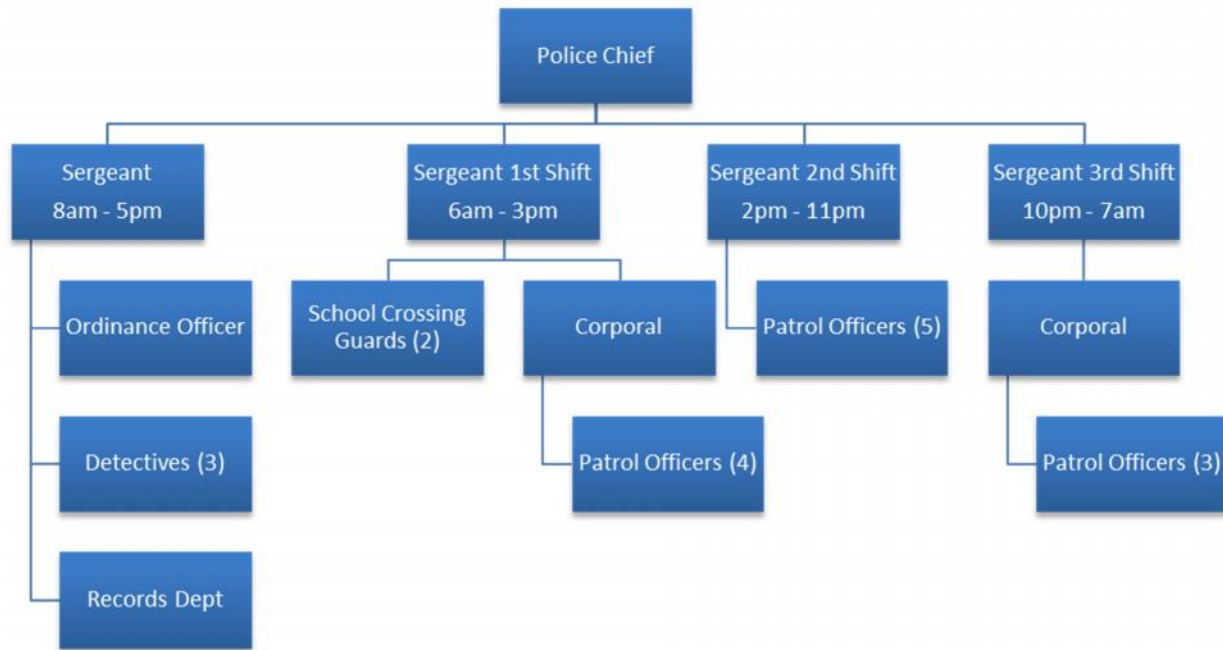 Police Chief
Sergeant
8am - 5pm
Sergeant 1st Shift
6am - 3pm
Sergeant 2nd Shift
2pm - 11pm
Sergeant 3rd Shift
10pm - 7am
Ordinance Officer
School Crossing
Guards (2)
Corporal
Patrol Officers (5)
Corporal
Detectives (3)
Patrol Officers (4)
Patrol Officers (3)
Records Dept